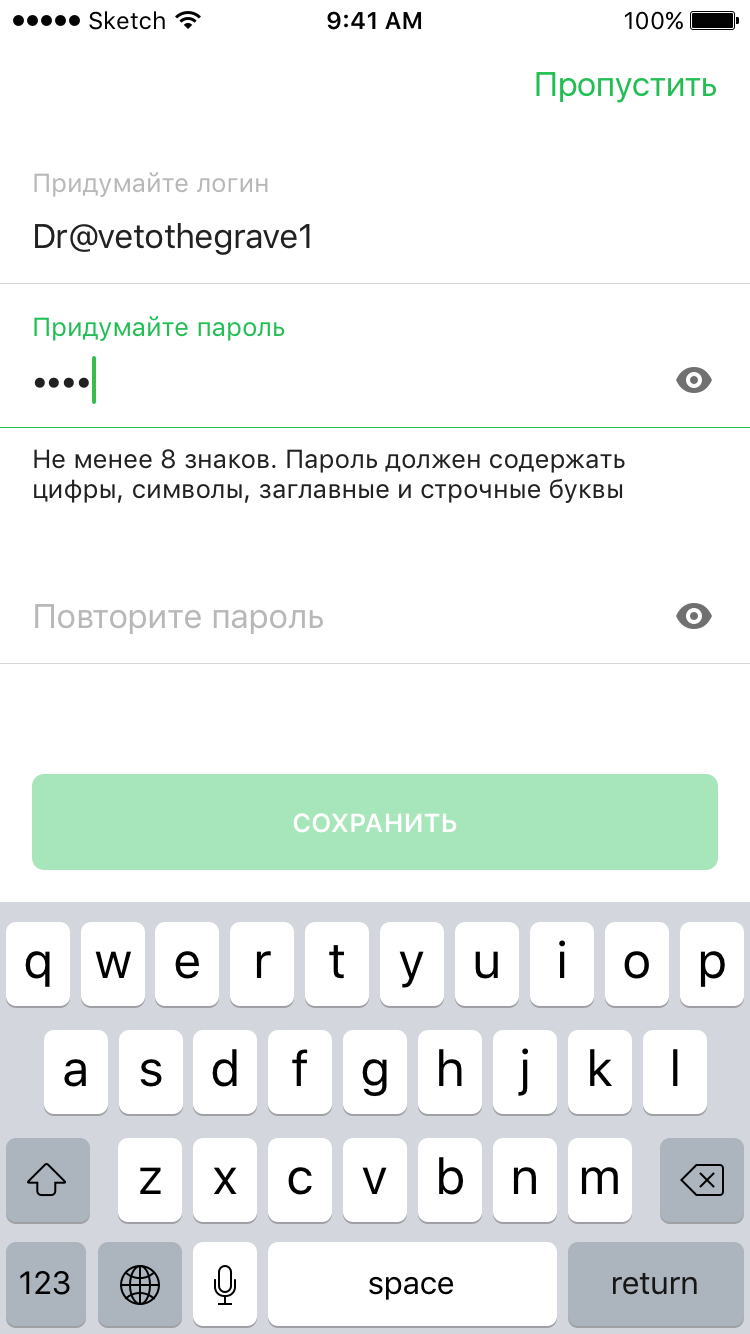 ●●●●● Sketch 9:41 AM 100%
Пропустить
Придумайте логин
Dr@vetothegrave1
Придумайте пароль
••••
Не менее 8 знаков. Пароль должен содержать
цифры, символы, заглавные и строчные буквы
Повторите пароль
СОХРАНИТЬ
q w e r t y u i o p
a s d f g h j k l
z x c v b n m
123 space return